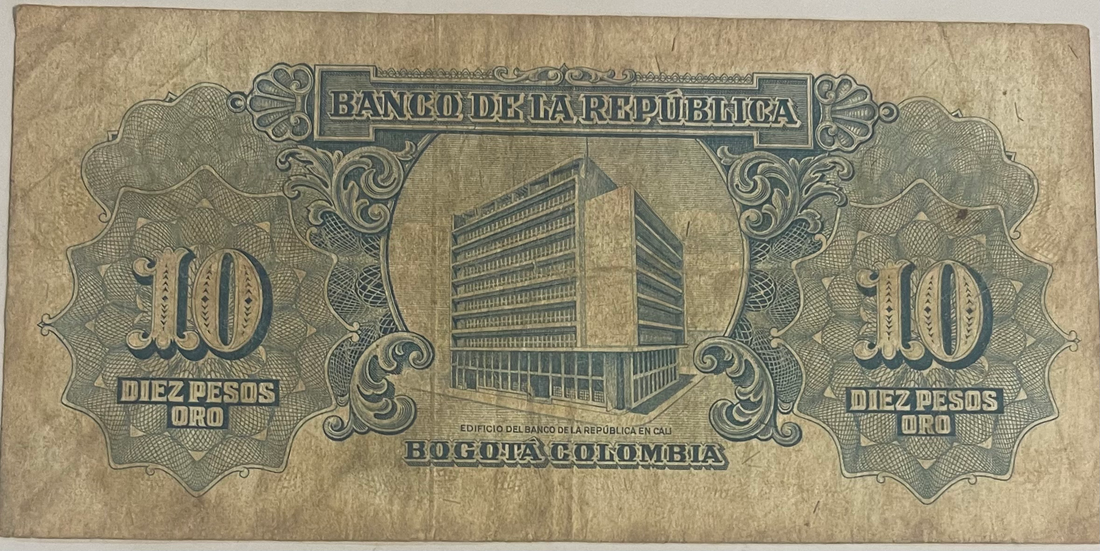 BANCO DE LA REPÚBLICA
10
DIEZ PESOS
ORO
10
DIEZ PESOS
ORO
EDIFICIO DEL BANCO DE LA REPÚBLICA EN CALI
BOGOTÁ COLOMBIA